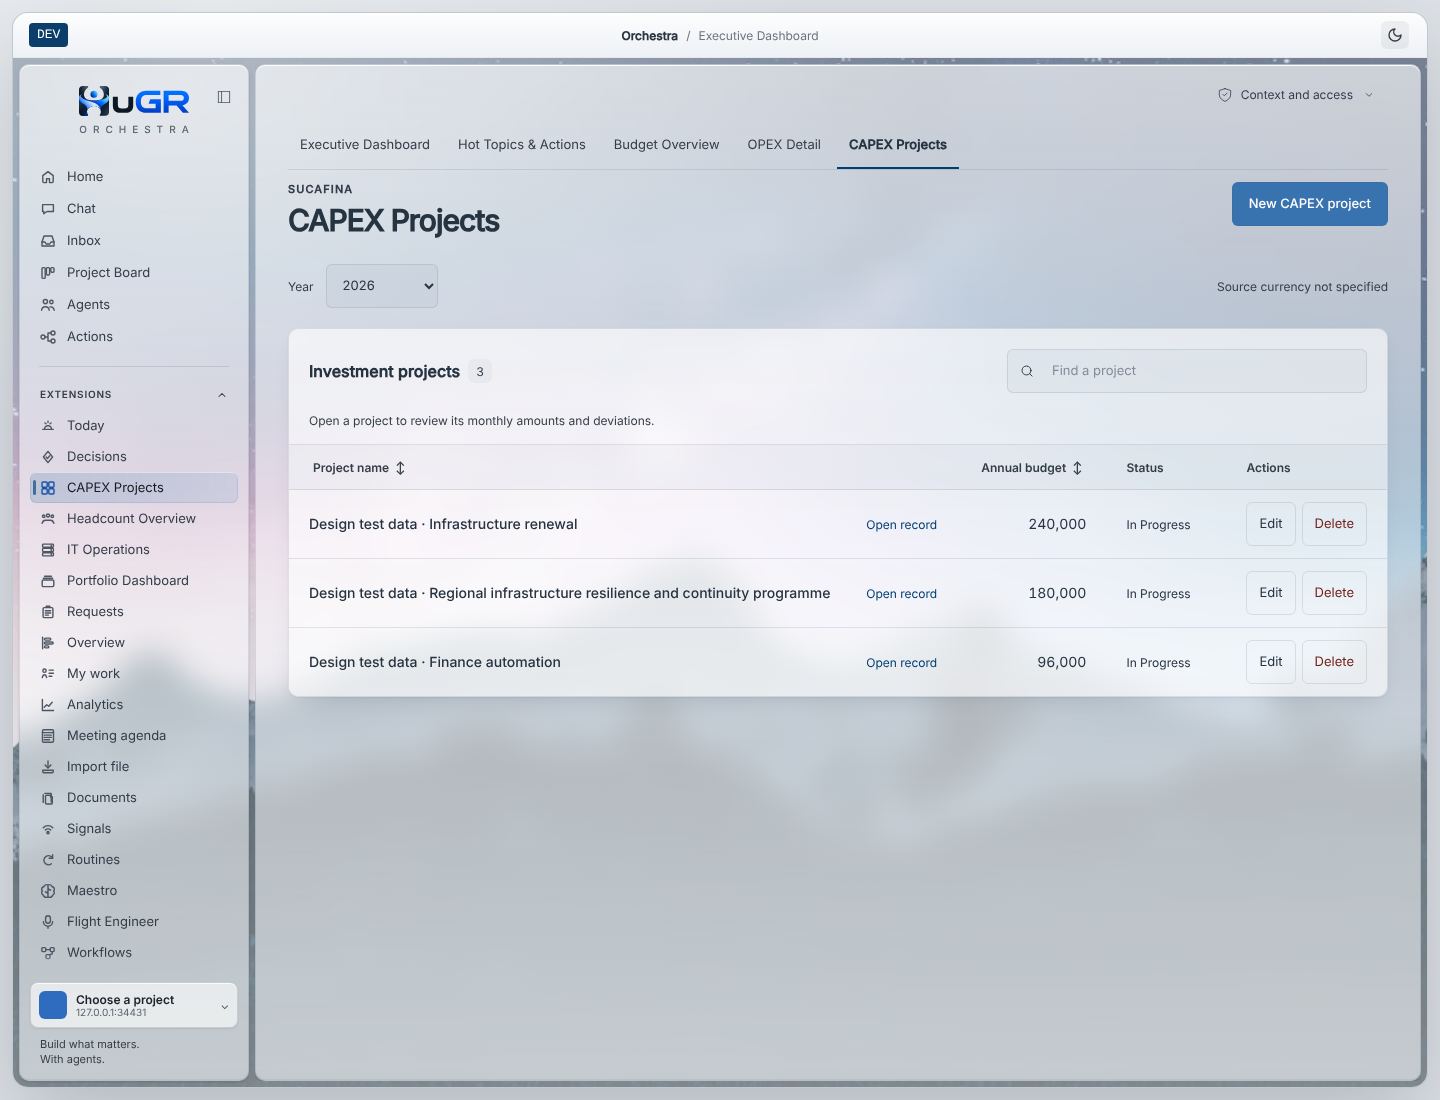 DEV
Orchestra / Executive Dashboard
HuGR
ORCHESTRA
Home
Chat
Inbox
Project Board
Agents
Actions
EXTENSIONS
Today
Decisions
CAPEX Projects
Headcount Overview
IT Operations
Portfolio Dashboard
Requests
Overview
My work
Analytics
Meeting agenda
Import file
Documents
Signals
Routines
Maestro
Flight Engineer
Workflows
Choose a project
127.0.0.1:34431
Build what matters.
With agents.
Context and access
Executive Dashboard Hot Topics & Actions Budget Overview OPEX Detail CAPEX Projects
SUCAFINA
CAPEX Projects
New CAPEX project
Year 2026
Source currency not specified
Investment projects 3
Find a project
Open a project to review its monthly amounts and deviations.
Project name Annual budget Status Actions
Design test data · Infrastructure renewal Open record 240,000 In Progress Edit Delete
Design test data · Regional infrastructure resilience and continuity programme Open record 180,000 In Progress Edit Delete
Design test data · Finance automation Open record 96,000 In Progress Edit Delete